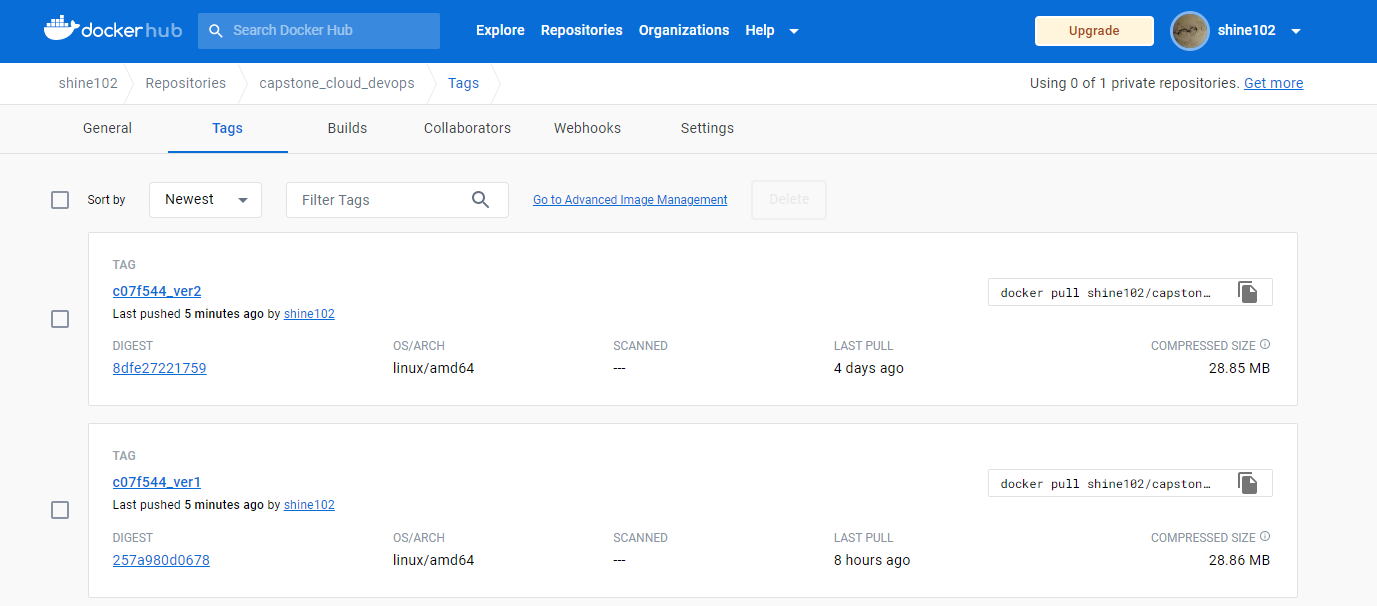 docker hub Search Docker Hub Explore Repositories Organizations Help Upgrade shine102
shine102 Repositories capstone_cloud_devops Tags Using 0 of 1 private repositories. Get more
General Tags Builds Collaborators Webhooks Settings
Sort by Newest Filter Tags Go to Advanced Image Management Delete
TAG
c07f544_ver2 docker pull shine102/capston...
Last pushed 5 minutes ago by shine102
DIGEST OS/ARCH SCANNED LAST PULL COMPRESSED SIZE
8dfe27221759 linux/amd64 --- 4 days ago 28.85 MB
TAG
c07f544_ver1 docker pull shine102/capston...
Last pushed 5 minutes ago by shine102
DIGEST OS/ARCH SCANNED LAST PULL COMPRESSED SIZE
257a980d0678 linux/amd64 --- 8 hours ago 28.86 MB